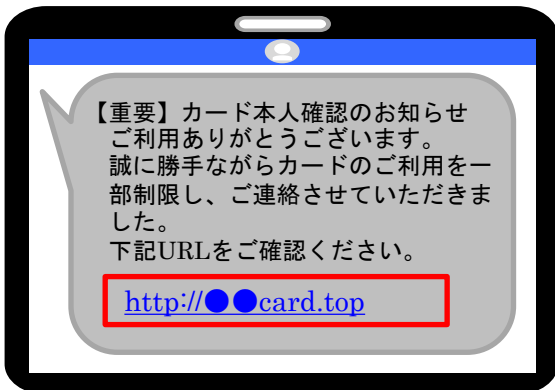 【重要】カード本人確認のお知らせ
ご利用ありがとうございます。
誠に勝手ながらカードのご利用を一
部制限し、ご連絡させていただきま
した。
下記URLをご確認ください。
http://●●card.top